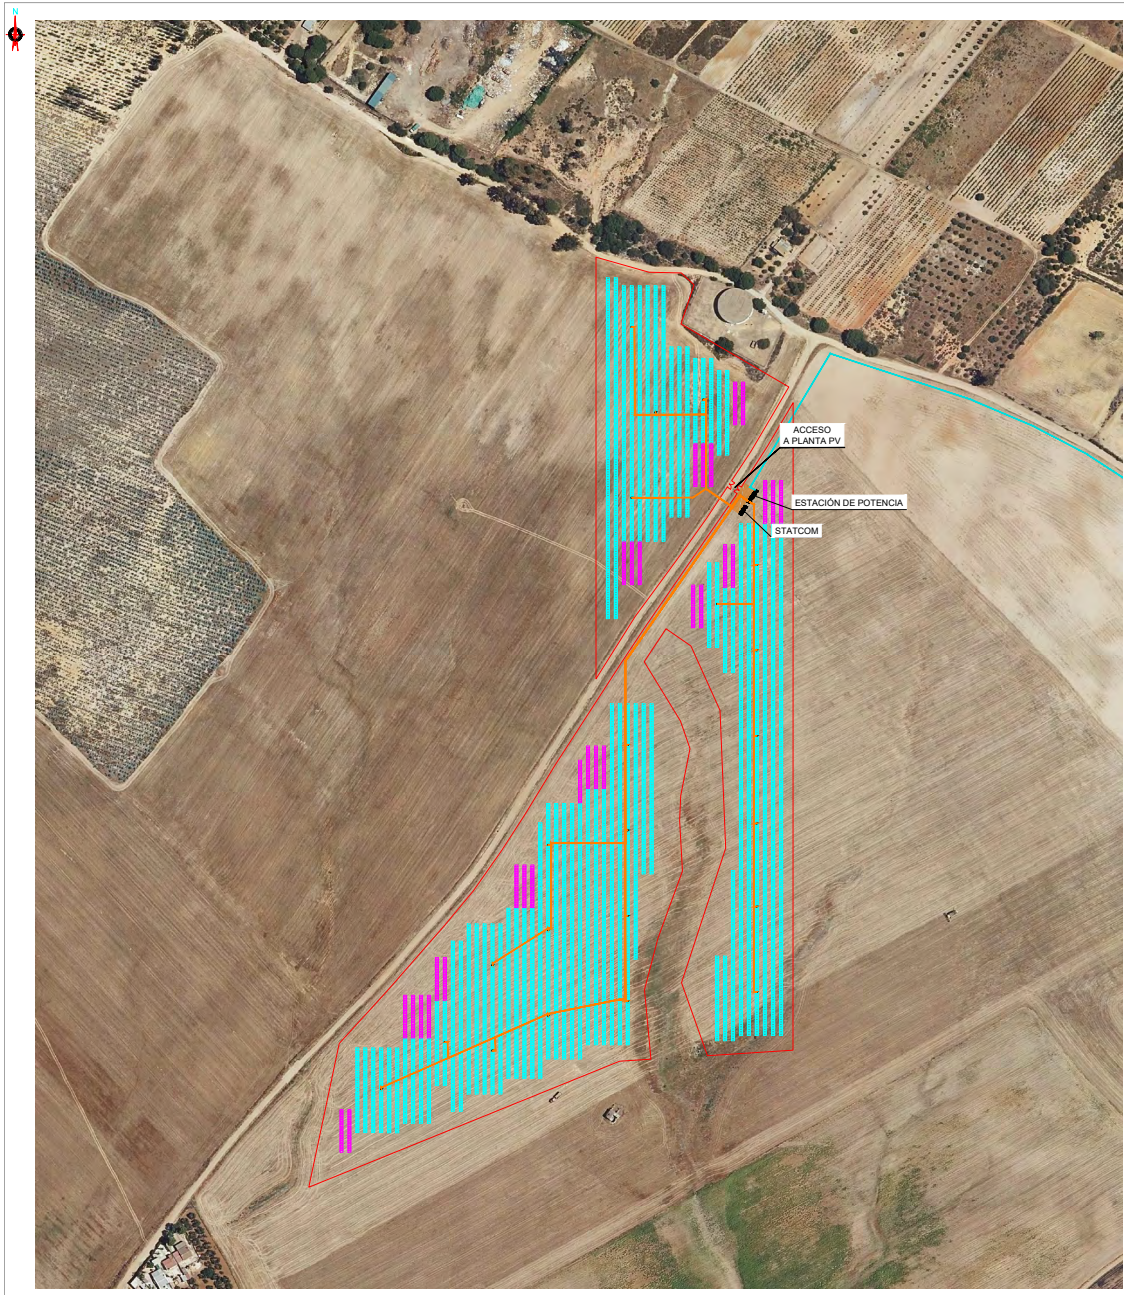 N
ACCESO
A PLANTA PV
ESTACIÓN DE POTENCIA
STATCOM